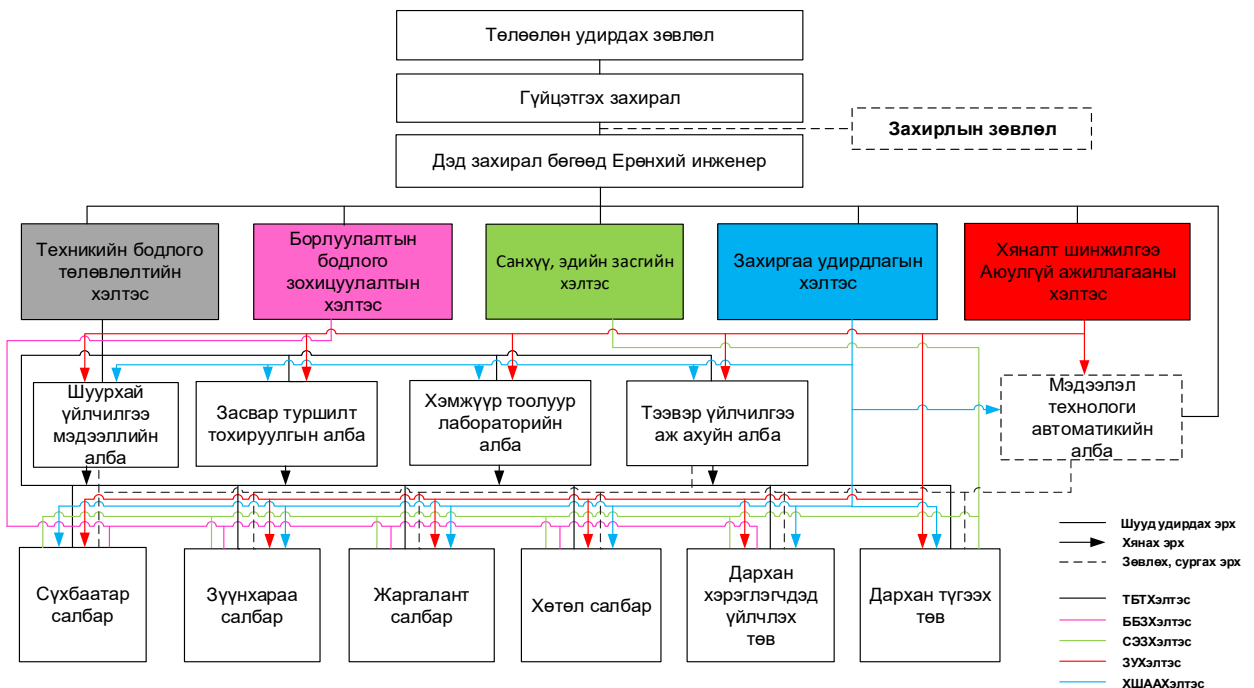 Төлөөлөн удирдах зөвлөл
Гүйцэтгэх захирал
Захирлын зөвлөл
Дэд захирал бөгөөд Ерөнхий инженер
Техникийн бодлого
төлөвлөлтийн
хэлтэс
Борлуулалтын
бодлого
зохицуулалтын
хэлтэс
Санхүү, эдийн засгийн
хэлтэс
Захиргаа удирдлагын
хэлтэс
Хяналт шинжилгээ
Аюулгүй ажиллагааны
хэлтэс
Шуурхай
үйлчилгээ
мэдээллийн
алба
Засвар туршилт
тохируулгын алба
Хэмжүүр тоолуур
лабораторийн
алба
Тээвэр үйлчилгээ
аж ахуйн алба
Мэдээлэл
технологи
автоматикийн
алба
Сүхбаатар
салбар
Зүүнхараа
салбар
Жаргалант
салбар
Хөтөл салбар
Дархан
хэрэглэгчдэд
үйлчлэх
төв
Дархан түгээх
төв
Шууд удирдах эрх
Хянах эрх
Зөвлөх, сургах эрх
ТБТХэлтэс
ББЗХэлтэс
СЭЗХэлтэс
ЗУХэлтэс
ХШААХэлтэс